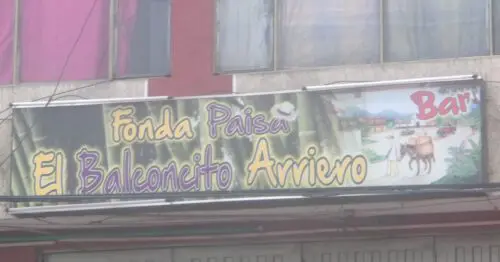 Fonda Paisa
El Balconcito Arriero
Bar